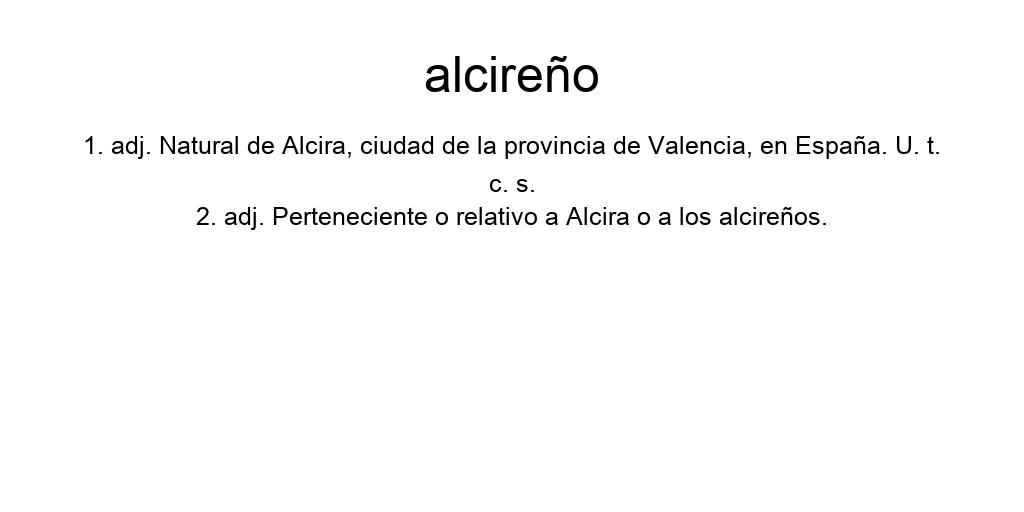 alcireño
1. adj. Natural de Alcira, ciudad de la provincia de Valencia, en España. U. t.
c. s.
2. adj. Perteneciente o relativo a Alcira o a los alcireños.